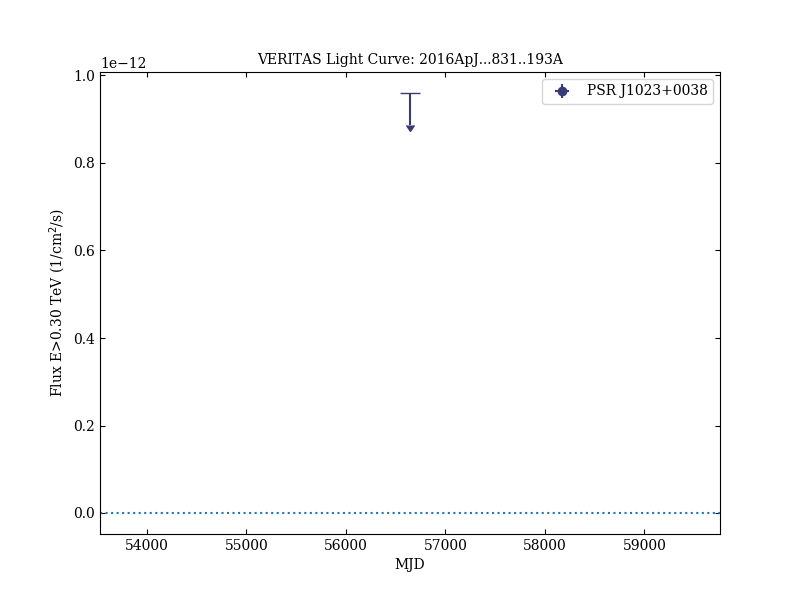 VERITAS Light Curve: 2016ApJ...831..193A
1e−12
PSR J1023+0038
1.0
0.8
0.6
0.4
0.2
0.0
Flux E>0.30 TeV (1/cm²/s)
54000 55000 56000 57000 58000 59000
MJD